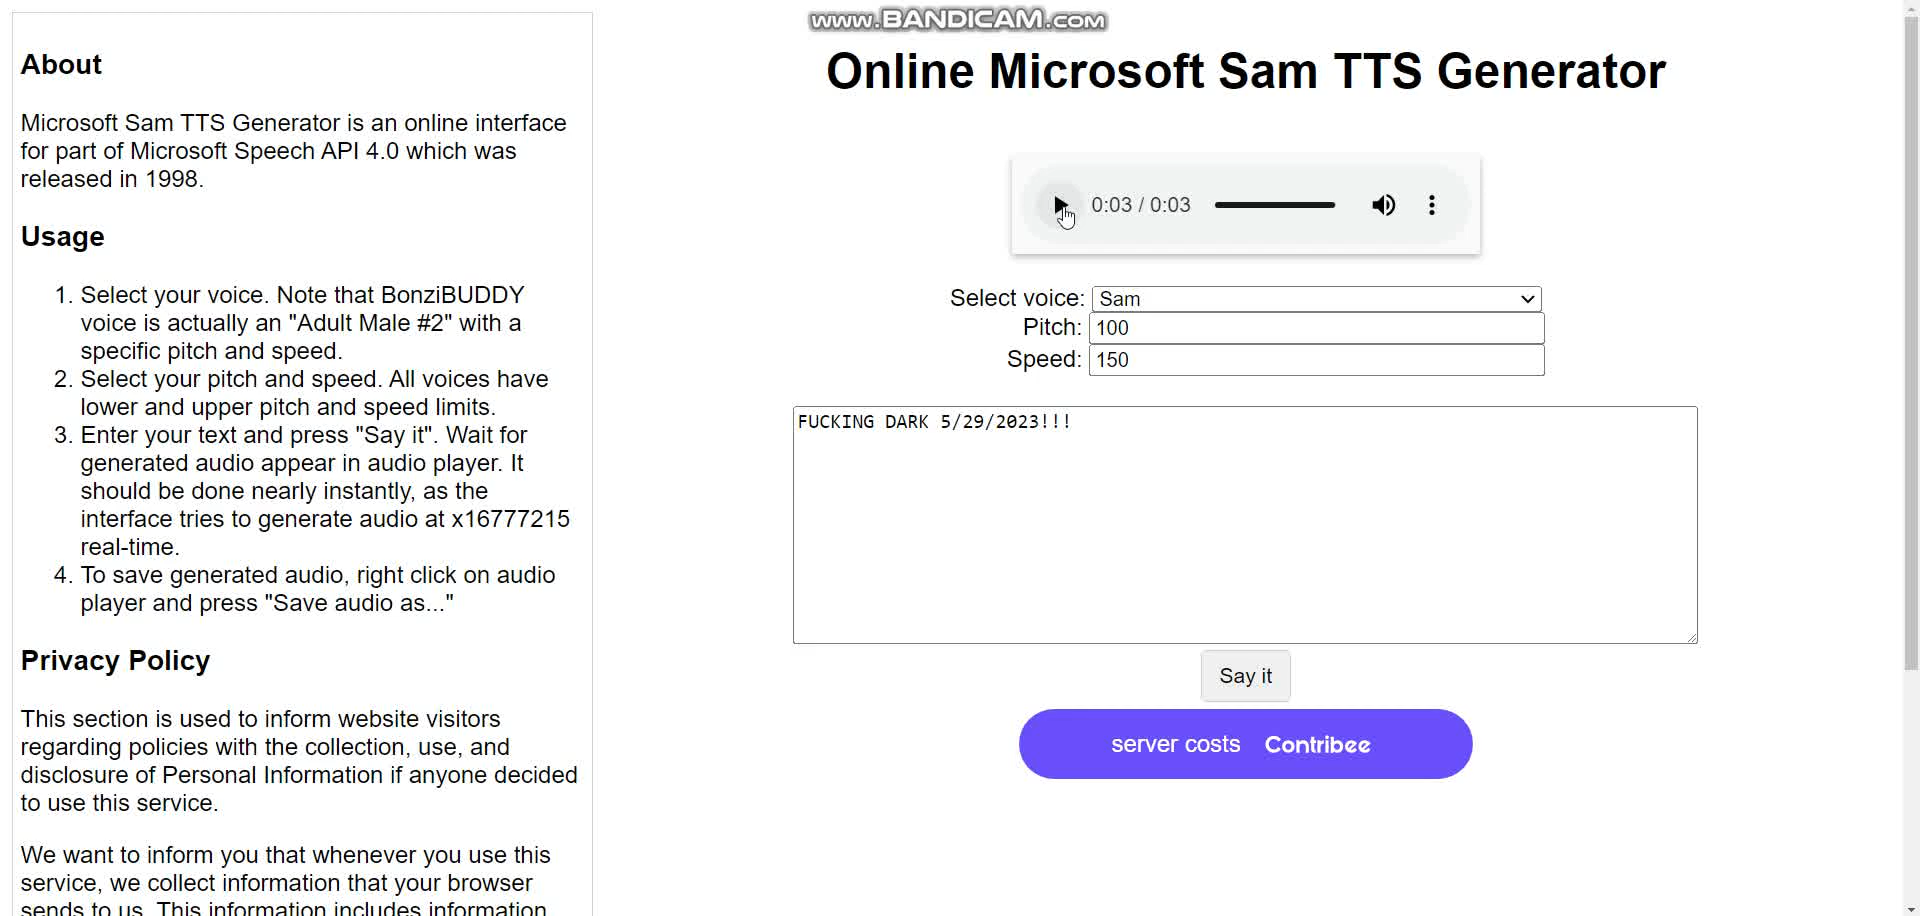 www.BANDICAM.com
About
Microsoft Sam TTS Generator is an online interface
for part of Microsoft Speech API 4.0 which was
released in 1998.
Usage
1. Select your voice. Note that BonziBUDDY
voice is actually an "Adult Male #2" with a
specific pitch and speed.
2. Select your pitch and speed. All voices have
lower and upper pitch and speed limits.
3. Enter your text and press "Say it". Wait for
generated audio appear in audio player. It
should be done nearly instantly, as the
interface tries to generate audio at x16777215
real-time.
4. To save generated audio, right click on audio
player and press "Save audio as..."
Privacy Policy
This section is used to inform website visitors
regarding policies with the collection, use, and
disclosure of Personal Information if anyone decided
to use this service.
We want to inform you that whenever you use this
service, we collect information that your browser
sends to us. This information includes information
Online Microsoft Sam TTS Generator
0:03 / 0:03
Select voice: Sam
Pitch: 100
Speed: 150
FUCKING DARK 5/29/2023!!!
Say it
server costs Contribee